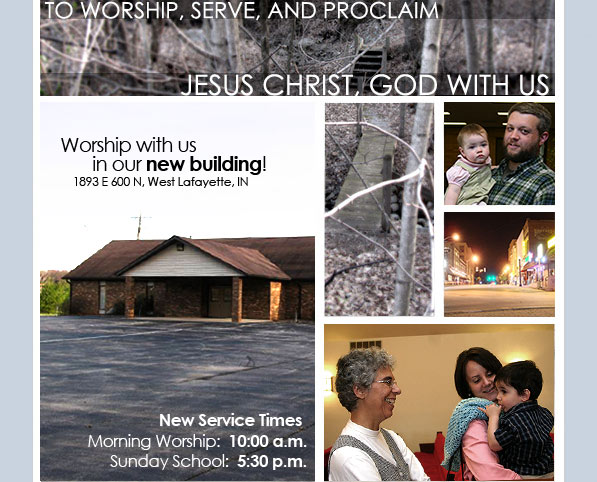 TO WORSHIP, SERVE, AND PROCLAIM
JESUS CHRIST, GOD WITH US
Worship with us
in our new building!
1893 E 600 N, West Lafayette, IN
New Service Times
Morning Worship: 10:00 a.m.
Sunday School: 5:30 p.m.